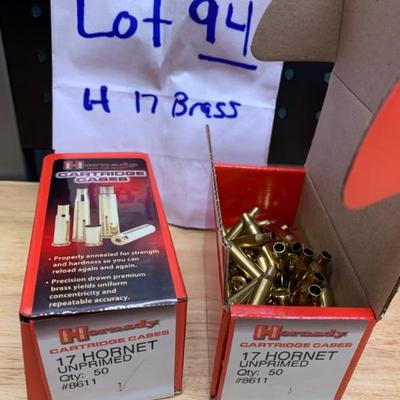 Lot 94
H 17 Brass
Hornady
CARTRIDGE
CASES
• Properly annealed for strength
and hardness so you can
reload again and again.
• Precision drawn premium
brass yields uniform
concentricity and
repeatable accuracy.
Hornady
CARTRIDGE CASES
17 HORNET
UNPRIMED
Qty: 50
#8611
Hornady
CARTRIDGE CASES
17 HORNET
UNPRIMED
Qty: 50
#8611